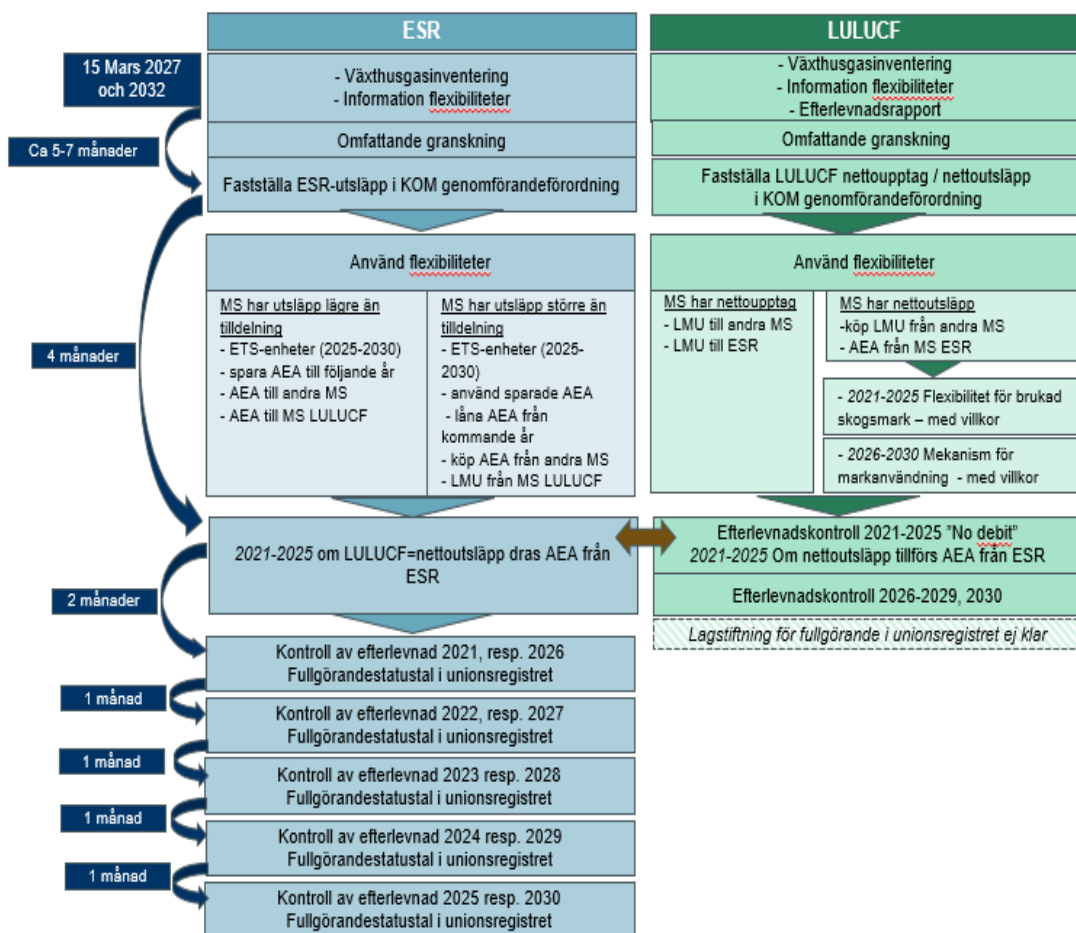 ESR
LULUCF
15 Mars 2027
och 2032
- Växthusgasinventering
- Information flexibiliteter
- Växthusgasinventering
- Information flexibiliteter
- Efterlevnadsrapport
Ca 5-7 månader
Omfattande granskning
Omfattande granskning
Fastställa ESR-utsläpp i KOM genomförandeförordning
Fastställa LULUCF nettoupptag / nettoutsläpp
i KOM genomförandeförordning
Använd flexibiliteter
MS har utsläpp lägre än
tilldelning
- ETS-enheter (2025-2030)
- spara AEA till följande år
- AEA till andra MS
- AEA till MS LULUCF
MS har utsläpp större än
tilldelning
- ETS-enheter (2025-
2030)
- använd sparade AEA
- låna AEA från
kommande år
- köp AEA från andra MS
- LMU från MS LULUCF
Använd flexibiliteter
MS har nettoupptag
- LMU till andra MS
- LMU till ESR
MS har nettoutsläpp
-köp LMU från andra MS
- AEA från MS ESR
- 2021-2025 Flexibilitet för brukad
skogsmark – med villkor
- 2026-2030 Mekanism för
markanvändning - med villkor
4 månader
2021-2025 om LULUCF=nettoutsläpp dras AEA från
ESR
Efterlevnadskontroll 2021-2025 ”No debit”
2021-2025 Om nettoutsläpp tillförs AEA från ESR
Efterlevnadskontroll 2026-2029, 2030
Lagstiftning för fullgörande i unionsregistret ej klar
2 månader
Kontroll av efterlevnad 2021, resp. 2026
Fullgörandestatustal i unionsregistret
1 månad
Kontroll av efterlevnad 2022, resp. 2027
Fullgörandestatustal i unionsregistret
1 månad
Kontroll av efterlevnad 2023 resp. 2028
Fullgörandestatustal i unionsregistret
1 månad
Kontroll av efterlevnad 2024 resp. 2029
Fullgörandestatustal i unionsregistret
1 månad
Kontroll av efterlevnad 2025 resp. 2030
Fullgörandestatustal i unionsregistret